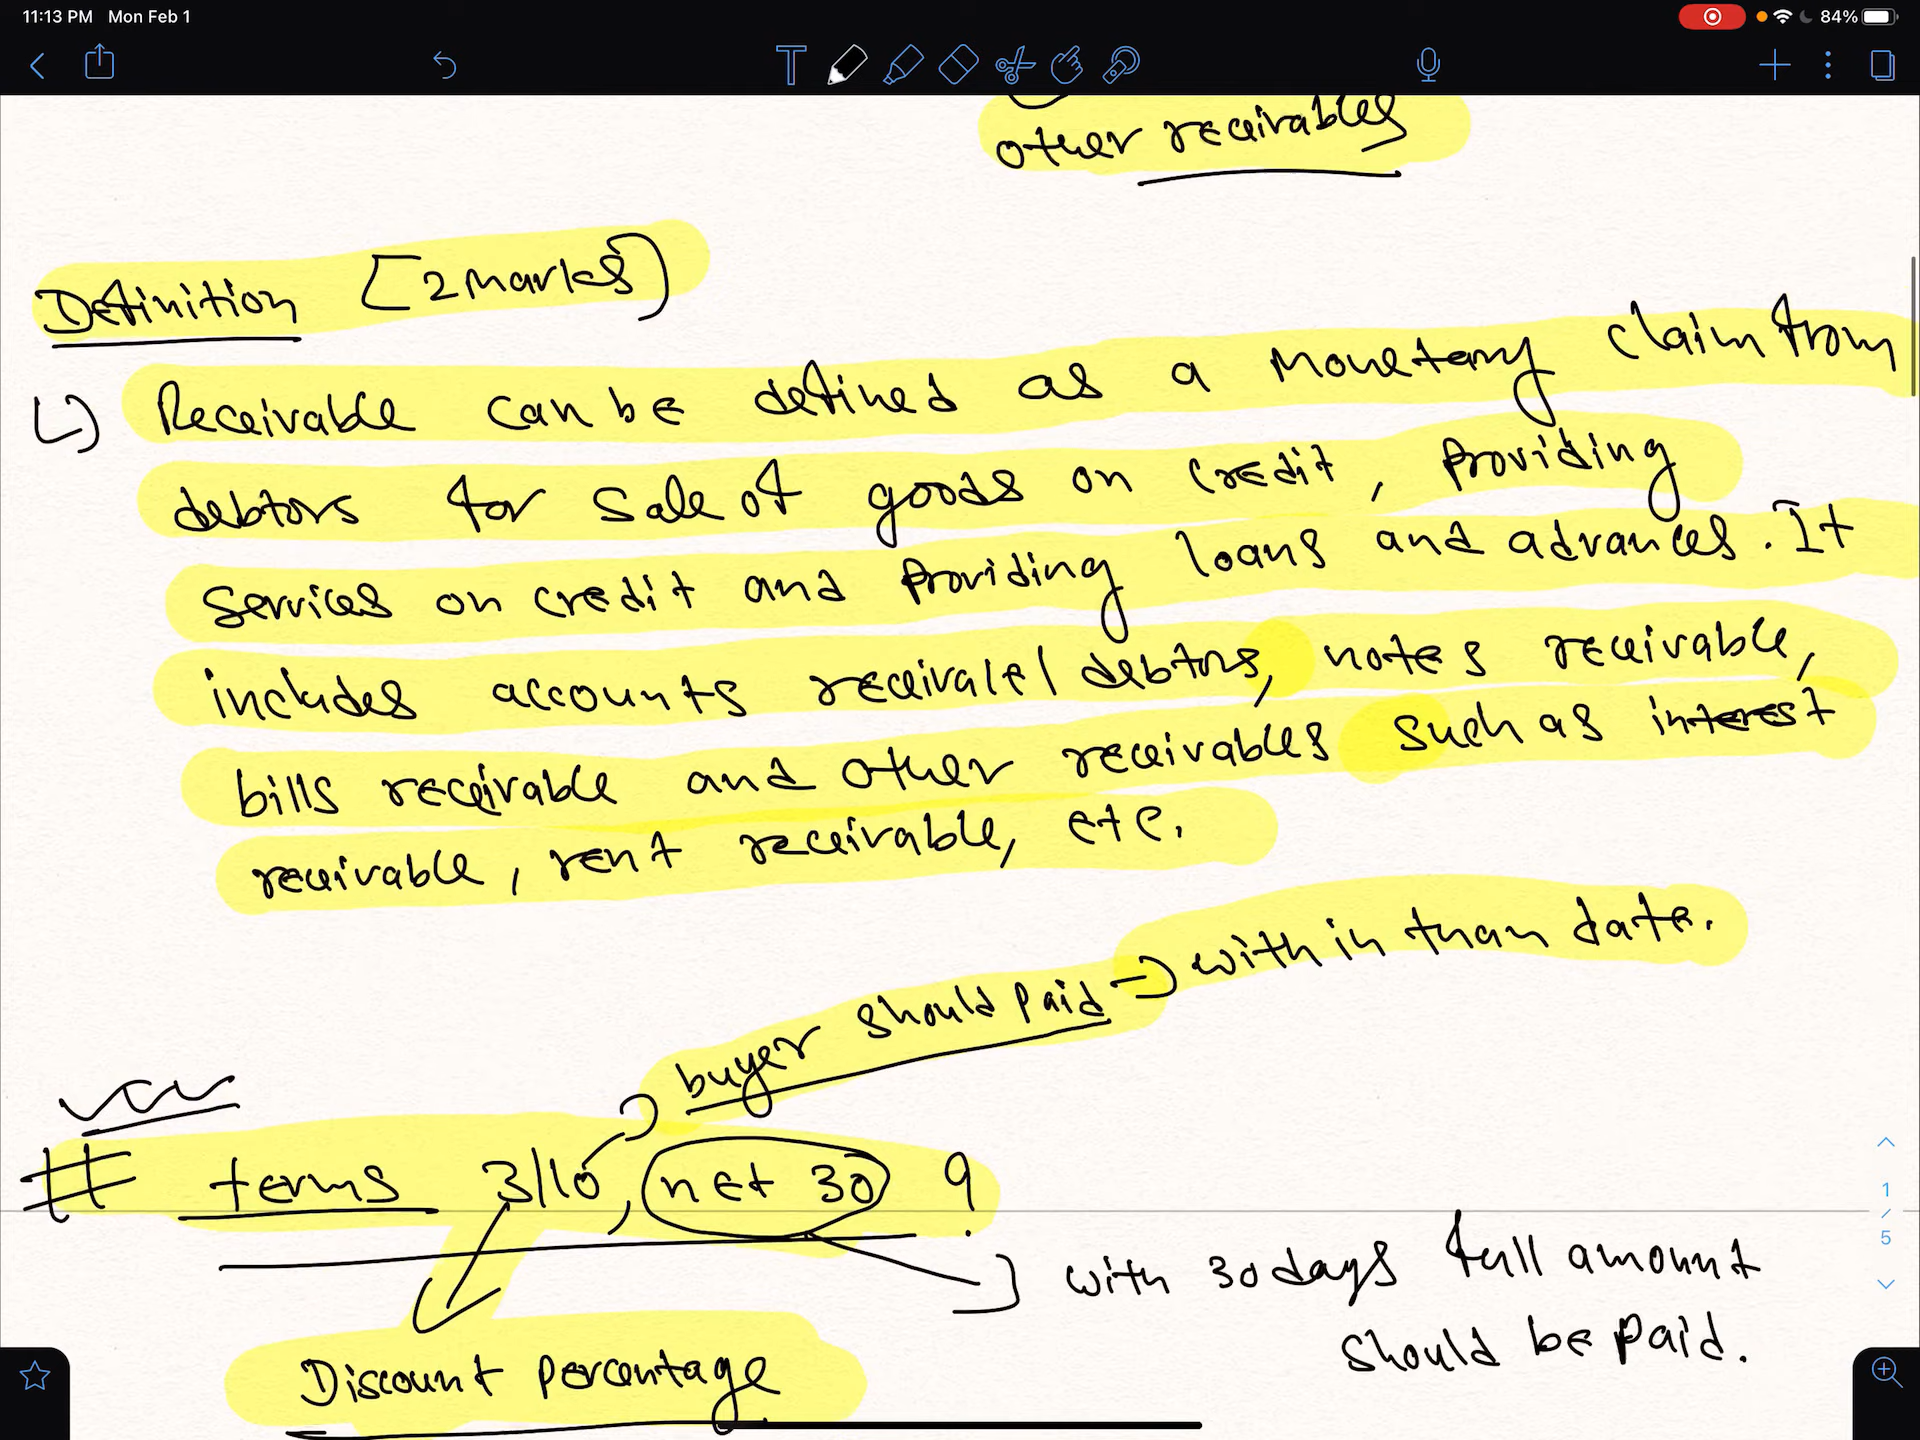 11:13 PM Mon Feb 1
84%
other receivables
Definition [2 Marks]
Receivable can be defined as a Monetary claim from
debtors for sale of goods on credit, Providing
services on credit and Providing loans and advances. It
includes accounts receivalel debtors, notes receivable,
bills receivable and other receivables such as interest
receivable, rent receivable, etc.
buyer should paid → with in than date.
# terms 3/10, net 30 ?
with 30 days full amount
should be paid.
Discount percentage
1
/
5